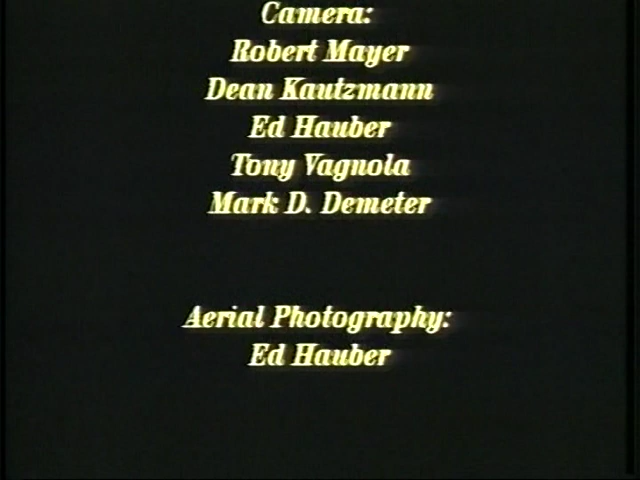 Camera:
Robert Mayer
Dean Kautzmann
Ed Hauber
Tony Vagnola
Mark D. Demeter
Aerial Photography:
Ed Hauber